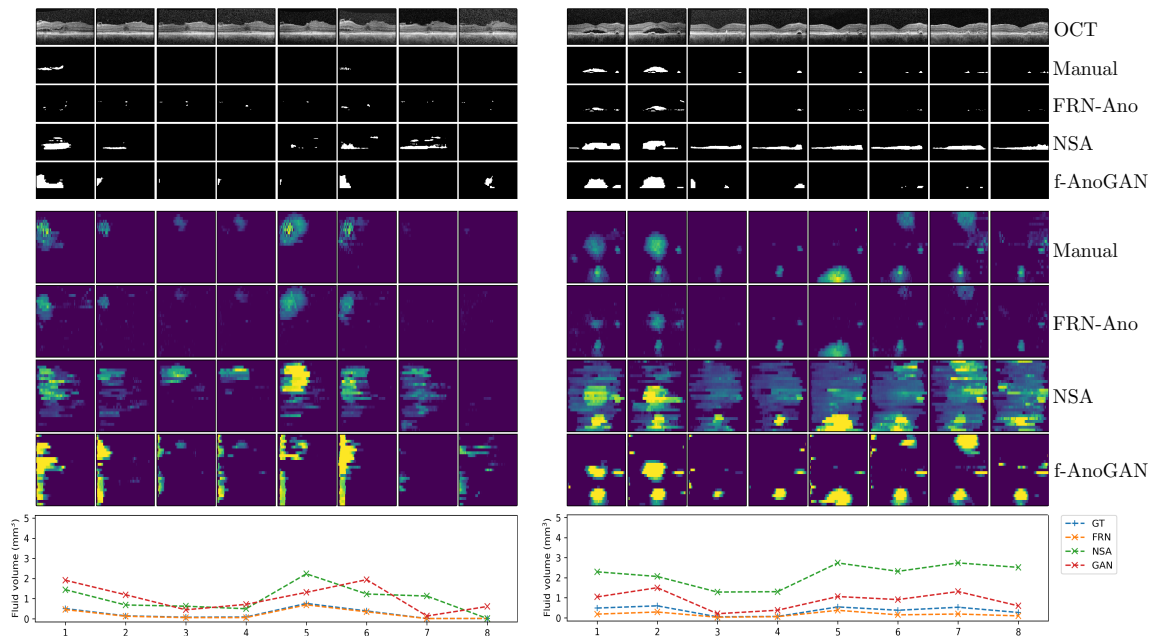 OCT
Manual
FRN-Ano
NSA
f-AnoGAN
Manual
FRN-Ano
NSA
f-AnoGAN
Fluid volume (mm⁻³)
5
4
3
2
1
0
1 2 3 4 5 6 7 8
Fluid volume (mm³)
5
4
3
2
1
0
1 2 3 4 5 6 7 8
GT
FRN
NSA
GAN